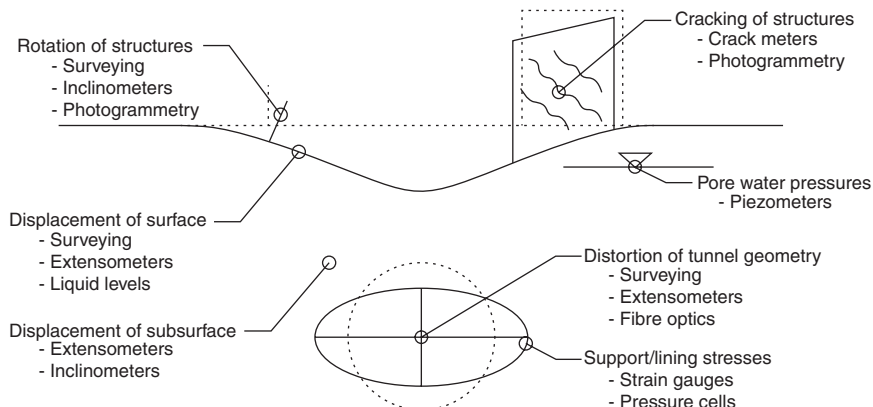 Rotation of structures
- Surveying
- Inclinometers
- Photogrammetry
Cracking of structures
- Crack meters
- Photogrammetry
Pore water pressures
- Piezometers
Displacement of surface
- Surveying
- Extensometers
- Liquid levels
Displacement of subsurface
- Extensometers
- Inclinometers
Distortion of tunnel geometry
- Surveying
- Extensometers
- Fibre optics
Support/lining stresses
- Strain gauges
- Pressure cells